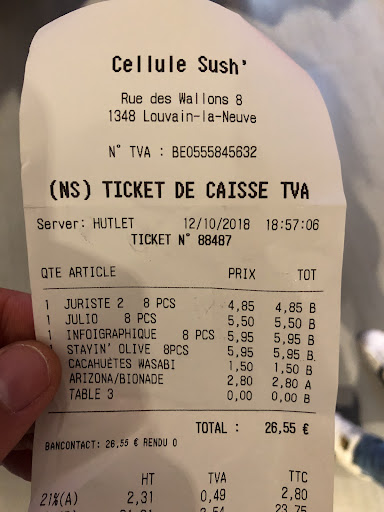 Cellule Sush'
Rue des Wallons 8
1348 Louvain-la-Neuve
N° TVA : BE0555845632
(NS) TICKET DE CAISSE TVA
Server: HUTLET 12/10/2018 18:57:06
TICKET N° 88487
QTE ARTICLE PRIX TOT
1 JURISTE 2 8 PCS 4,85 4,85 B
1 JULIO 8 PCS 5,50 5,50 B
1 INFOIGRAPHIQUE 8 PCS 5,95 5,95 B
1 STAYIN' OLIVE 8PCS 5,95 5,95 B
CACAHUÈTES WASABI 1,50 1,50 B
ARIZONA/BIONADE 2,80 2,80 A
TABLE 3 0,00 0,00 B
TOTAL : 26,55 €
BANCONTACT: 26,55 € RENDU 0
HT TVA TTC
21%(A) 2,31 0,49 2,80
23,75